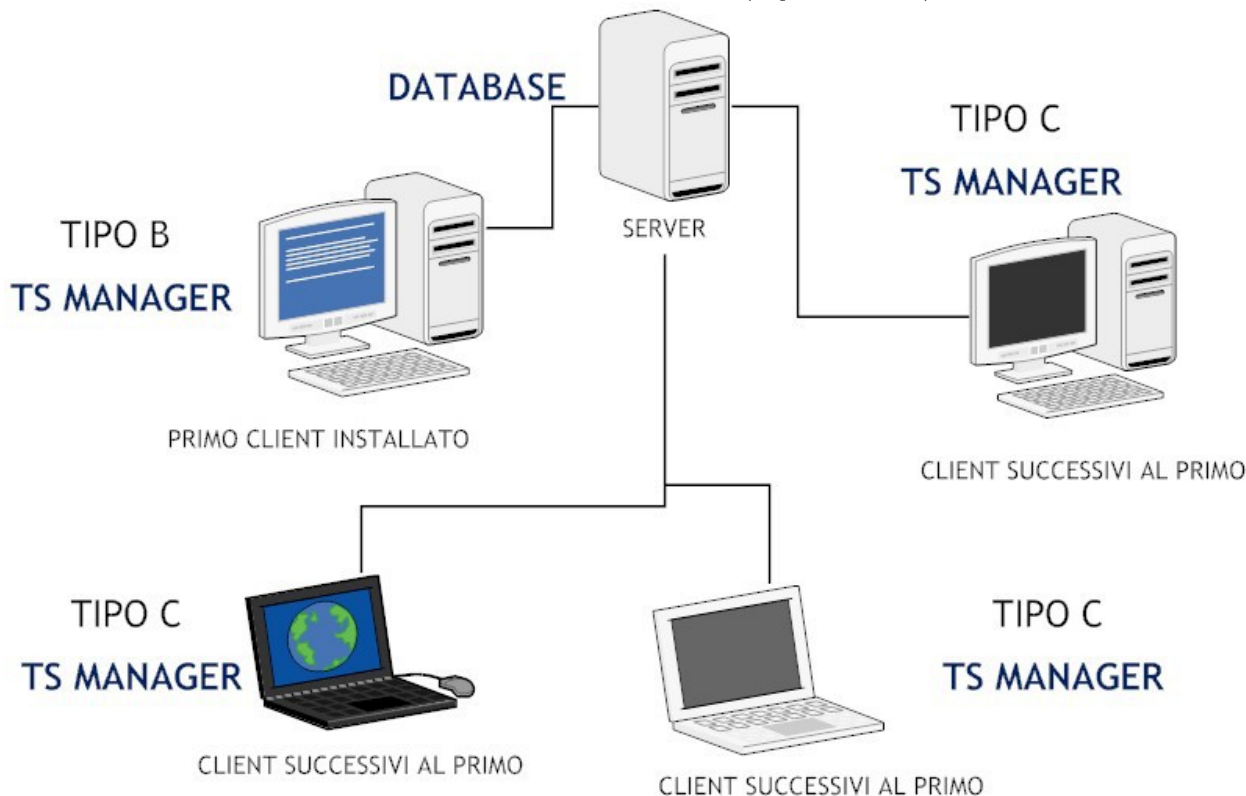 DATABASE
TIPO C
TS MANAGER
SERVER
TIPO B
TS MANAGER
PRIMO CLIENT INSTALLATO
CLIENT SUCCESSIVI AL PRIMO
TIPO C
TS MANAGER
TIPO C
TS MANAGER
CLIENT SUCCESSIVI AL PRIMO
CLIENT SUCCESSIVI AL PRIMO